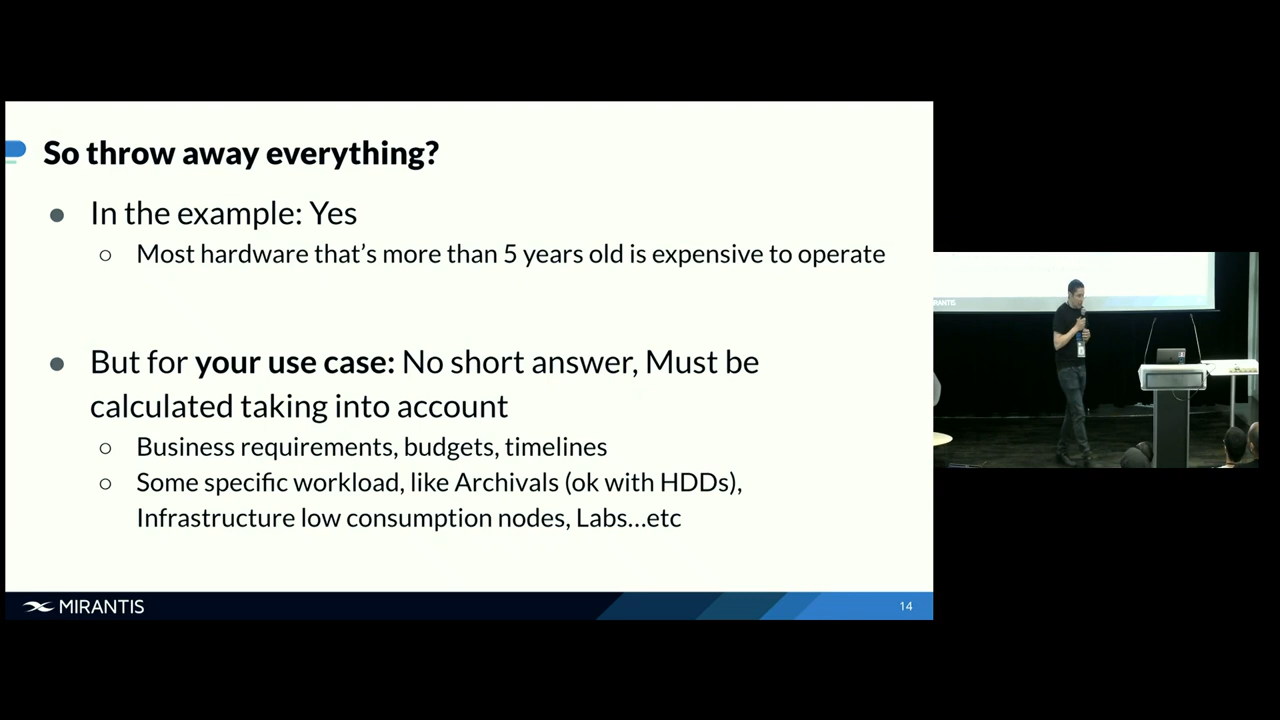 So throw away everything?
● In the example: Yes
○ Most hardware that's more than 5 years old is expensive to operate
● But for your use case: No short answer, Must be
calculated taking into account
○ Business requirements, budgets, timelines
○ Some specific workload, like Archivals (ok with HDDs),
Infrastructure low consumption nodes, Labs...etc
MIRANTIS
14
RANTIS